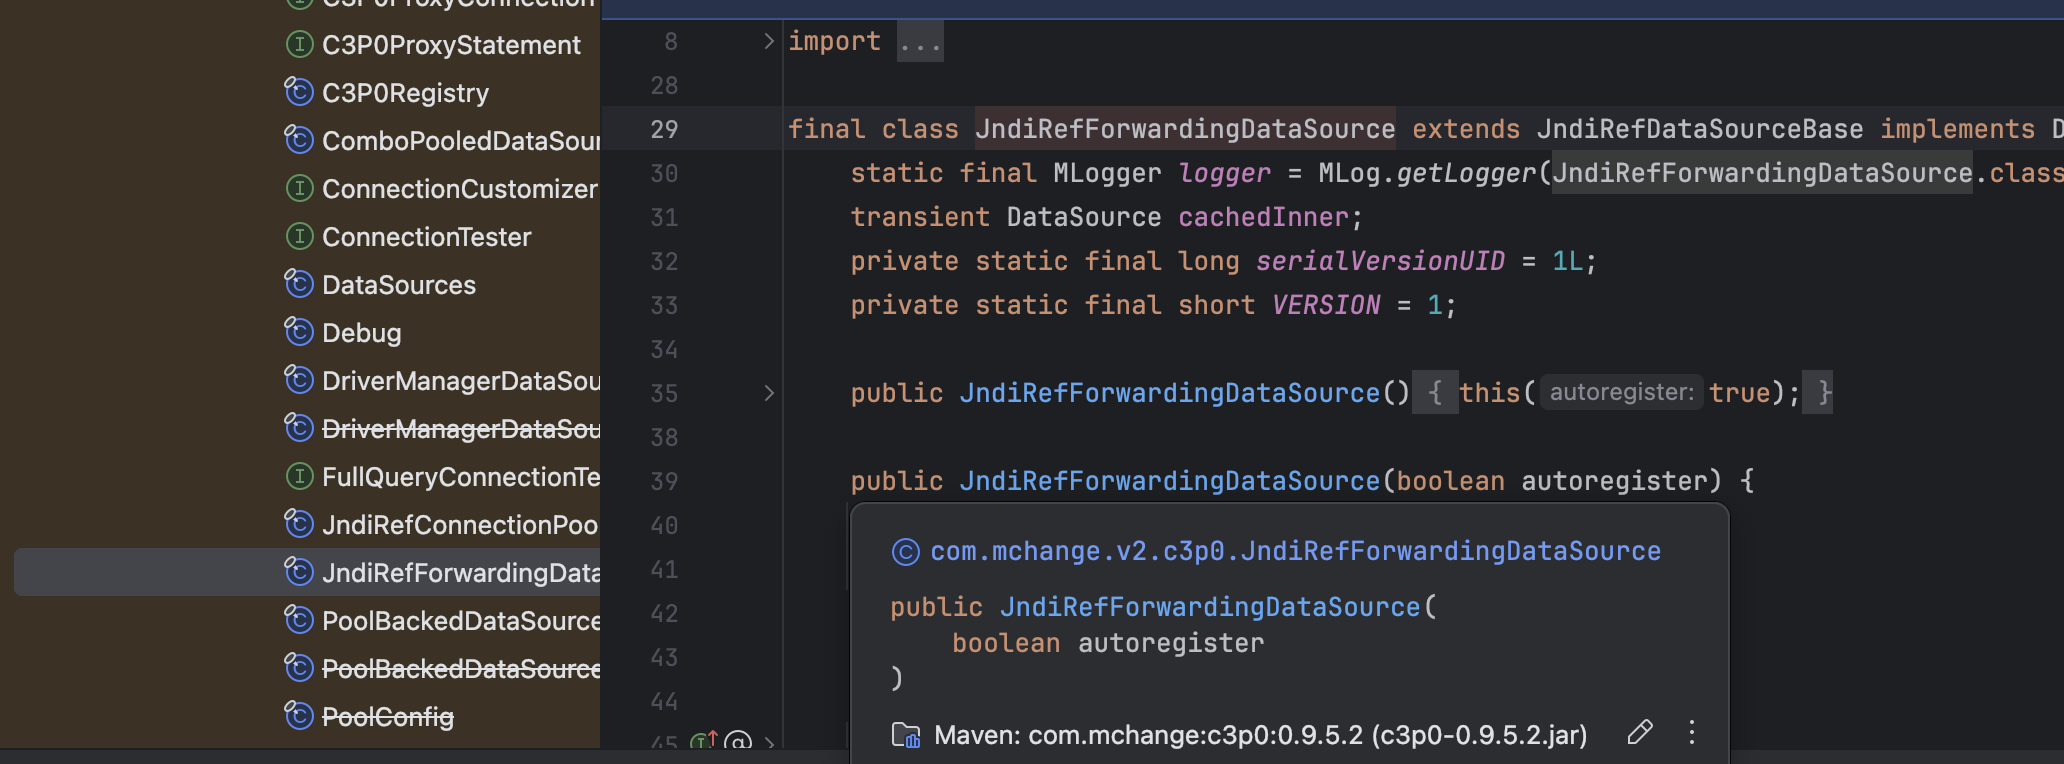 C3P0ProxyConnection
C3P0ProxyStatement
C3P0Registry
ComboPooledDataSour
ConnectionCustomizer
ConnectionTester
DataSources
Debug
DriverManagerDataSou
DriverManagerDataSou
FullQueryConnectionTe
JndiRefConnectionPoo
JndiRefForwardingData
PoolBackedDataSource
PoolBackedDataSource
PoolConfig
8 import ...
28
29 final class JndiRefForwardingDataSource extends JndiRefDataSourceBase implements D
30 static final MLogger logger = MLog.getLogger(JndiRefForwardingDataSource.class
31 transient DataSource cachedInner;
32 private static final long serialVersionUID = 1L;
33 private static final short VERSION = 1;
34
35 public JndiRefForwardingDataSource() { this( autoregister: true); }
38
39 public JndiRefForwardingDataSource(boolean autoregister) {
40
41
42
43
44
45
com.mchange.v2.c3p0.JndiRefForwardingDataSource
public JndiRefForwardingDataSource(
boolean autoregister
)
Maven: com.mchange:c3p0:0.9.5.2 (c3p0-0.9.5.2.jar)